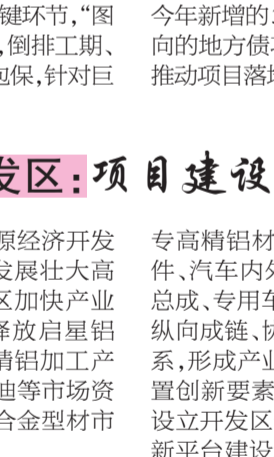 键环节，“图
，倒排工期、
包保，针对巨
今年新增的
向的地方债项
推动项目落地
发区：项目建设
原经济开发
发展壮大高
区加快产业
释放启星铝
精铝加工产
迪等市场资
合金型材市
专高精铝材
件、汽车内外
总成、专用车
纵向成链、协
系，形成产业
置创新要素
设立开发区
新平台建设